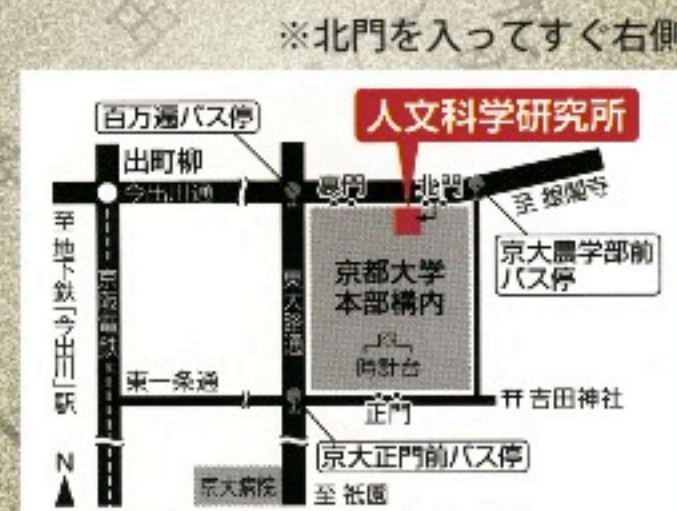 ※北門を入ってすぐ右側
百万遍バス停
人文科学研究所
出町柳
今出川通
裏門
北門
至 銀閣寺
至 地下鉄「今出川」駅
京阪電鉄
東大路通
京都大学
本部構内
京大農学部前
バス停
時計台
東一条通
正門
吉田神社
京大正門前バス停
N
京大病院
至 祇園